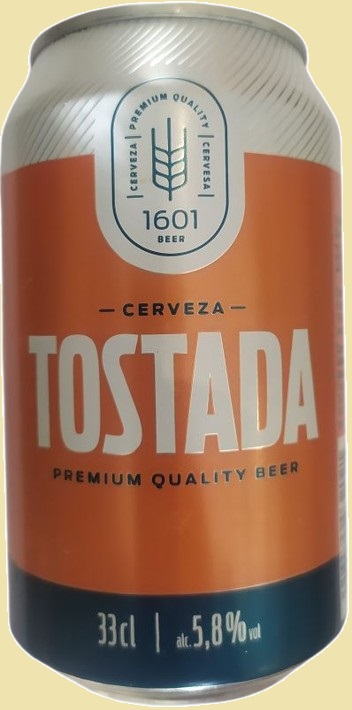 CERVEZA | PREMIUM QUALITY | CERVESA
1601
BEER
— CERVEZA —
TOSTADA
PREMIUM QUALITY BEER
33cl | alc. 5,8% vol